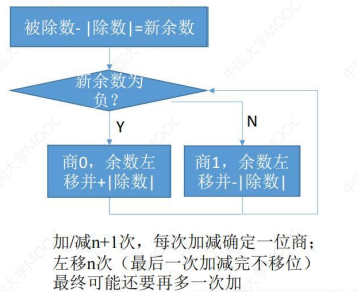 被除数- |除数|=新余数
新余数为
负？
Y
N
商0，余数左
移并+|除数|
商1，余数左
移并-|除数|
加/减n+1次，每次加减确定一位商；
左移n次（最后一次加减完不移位）
最终可能还要再多一次加
中国大学MOOC